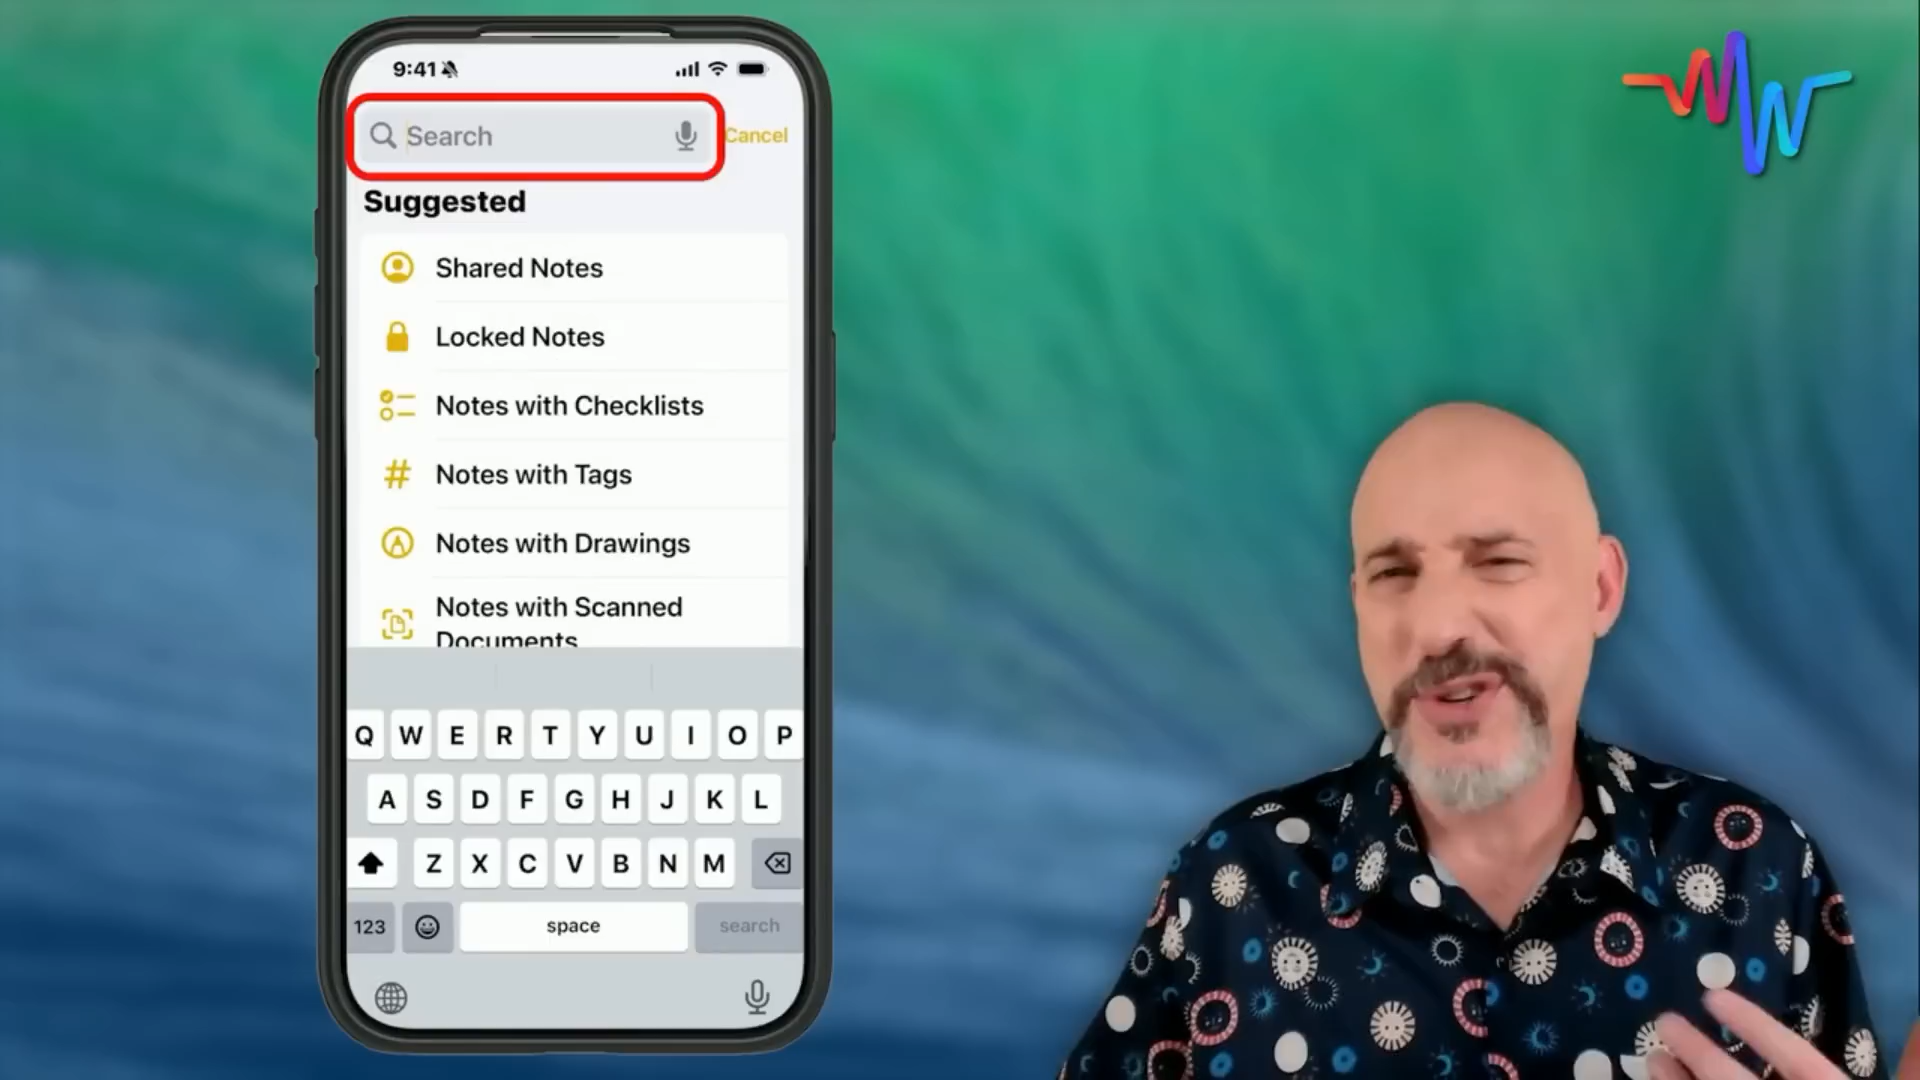 9:41
Search
Cancel
Suggested
Shared Notes
Locked Notes
Notes with Checklists
# Notes with Tags
Notes with Drawings
Notes with Scanned
Documents
Q W E R T Y U I O P
A S D F G H J K L
Z X C V B N M
123 space search